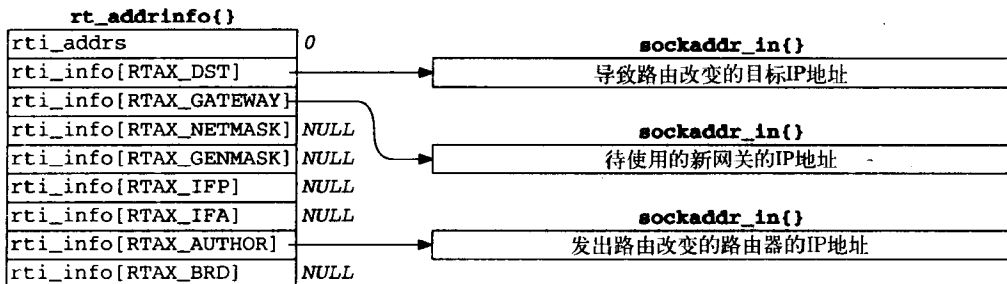 rt_addrinfo{}
rti_addrs 0
sockaddr_in{}
rti_info[RTAX_DST]
导致路由改变的目标IP地址
rti_info[RTAX_GATEWAY]
rti_info[RTAX_NETMASK] NULL
sockaddr_in{}
rti_info[RTAX_GENMASK] NULL
待使用的新网关的IP地址
rti_info[RTAX_IFP] NULL
rti_info[RTAX_IFA] NULL
sockaddr_in{}
rti_info[RTAX_AUTHOR]
发出路由改变的路由器的IP地址
rti_info[RTAX_BRD] NULL